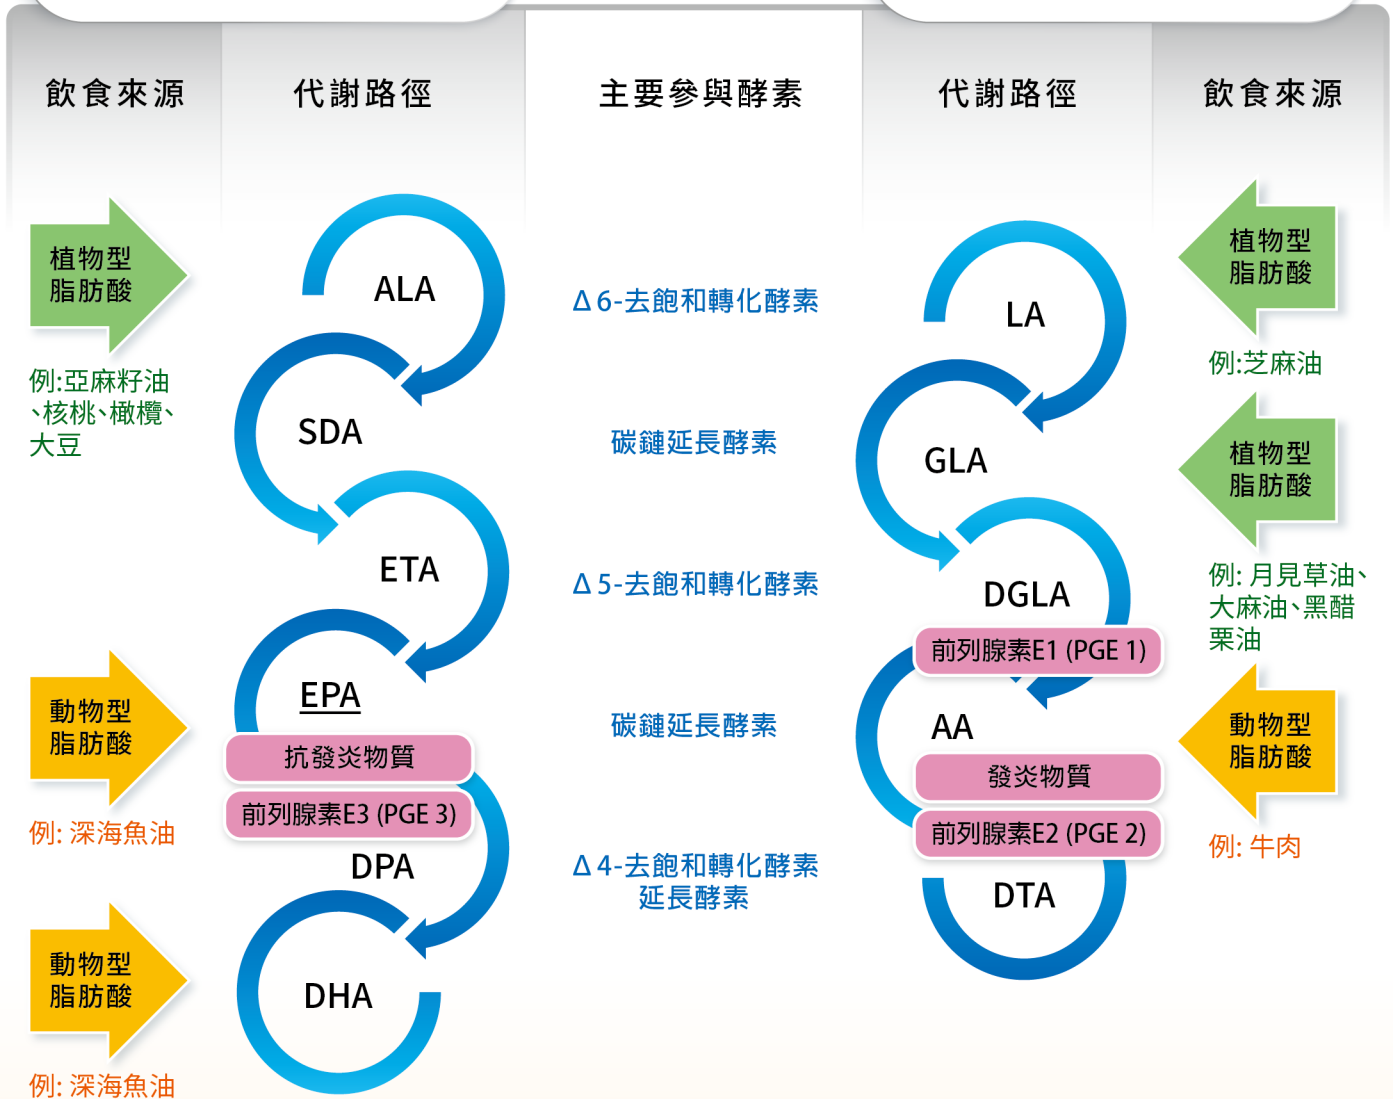 飲食來源
代謝路徑
主要參與酵素
代謝路徑
飲食來源
植物型
脂肪酸
例:亞麻籽油
、核桃、橄欖、
大豆
動物型
脂肪酸
例: 深海魚油
動物型
脂肪酸
例: 深海魚油
ALA
SDA
ETA
EPA
抗發炎物質
前列腺素E3 (PGE 3)
DPA
DHA
Δ 6-去飽和轉化酵素
碳鏈延長酵素
Δ 5-去飽和轉化酵素
碳鏈延長酵素
Δ 4-去飽和轉化酵素
延長酵素
LA
GLA
DGLA
前列腺素E1 (PGE 1)
AA
發炎物質
前列腺素E2 (PGE 2)
DTA
植物型
脂肪酸
例:芝麻油
植物型
脂肪酸
例: 月見草油、
大麻油、黑醋
栗油
動物型
脂肪酸
例: 牛肉